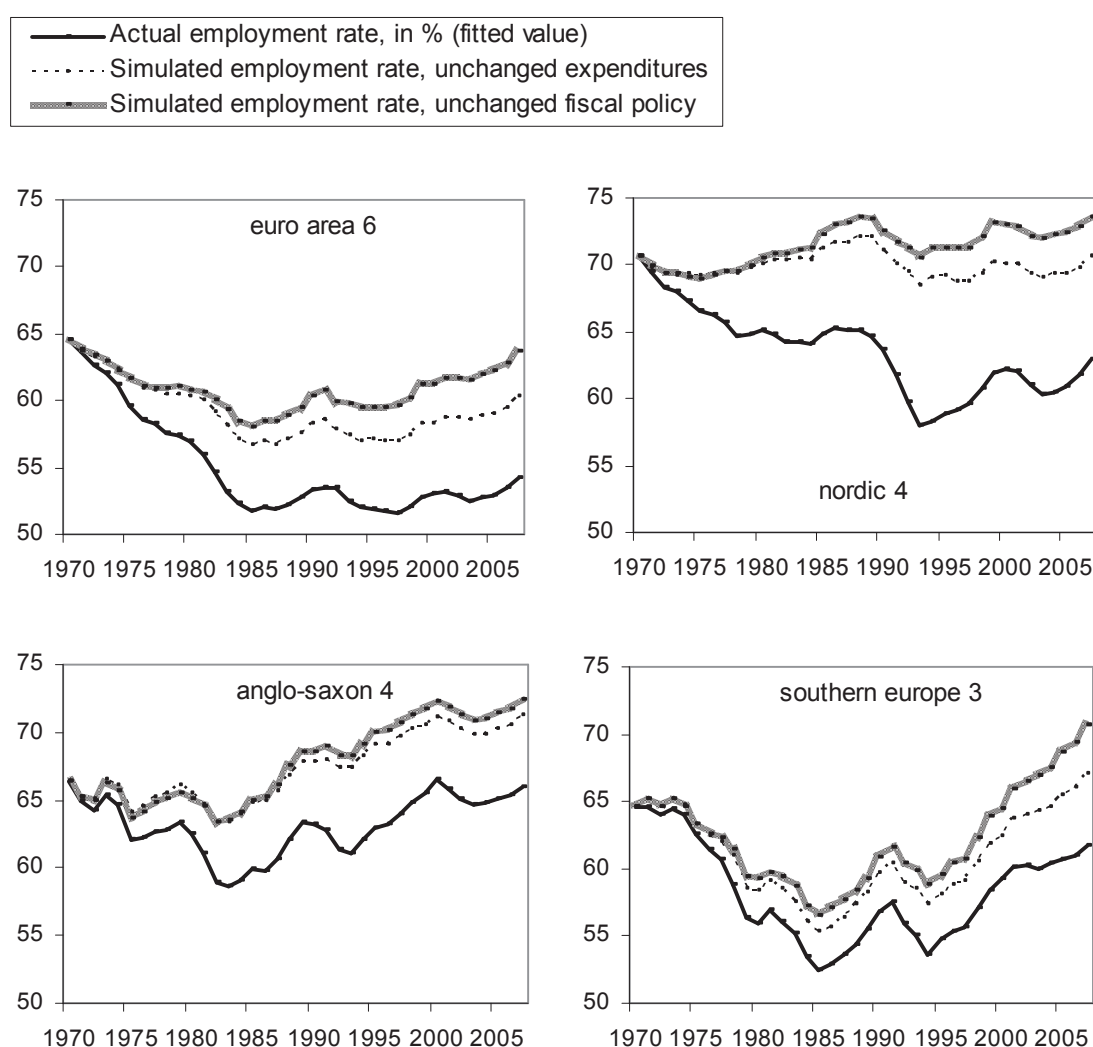 Actual employment rate, in % (fitted value)
Simulated employment rate, unchanged expenditures
Simulated employment rate, unchanged fiscal policy
75
70
65
60
55
50
euro area 6
1970 1975 1980 1985 1990 1995 2000 2005
75
70
65
60
55
50
nordic 4
1970 1975 1980 1985 1990 1995 2000 2005
75
70
65
60
55
50
anglo-saxon 4
1970 1975 1980 1985 1990 1995 2000 2005
75
70
65
60
55
50
southern europe 3
1970 1975 1980 1985 1990 1995 2000 2005